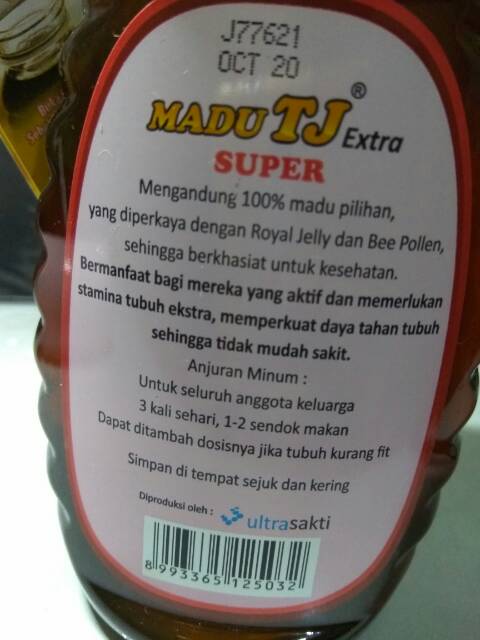 J77621
OCT 20
MADU TJ® Extra
SUPER
Mengandung 100% madu pilihan,
yang diperkaya dengan Royal Jelly dan Bee Pollen,
sehingga berkhasiat untuk kesehatan.
Bermanfaat bagi mereka yang aktif dan memerlukan
stamina tubuh ekstra, memperkuat daya tahan tubuh
sehingga tidak mudah sakit.
Anjuran Minum :
Untuk seluruh anggota keluarga
3 kali sehari, 1-2 sendok makan
Dapat ditambah dosisnya jika tubuh kurang fit
Simpan di tempat sejuk dan kering
Diproduksi oleh : ultrasakti
8 993365 125032